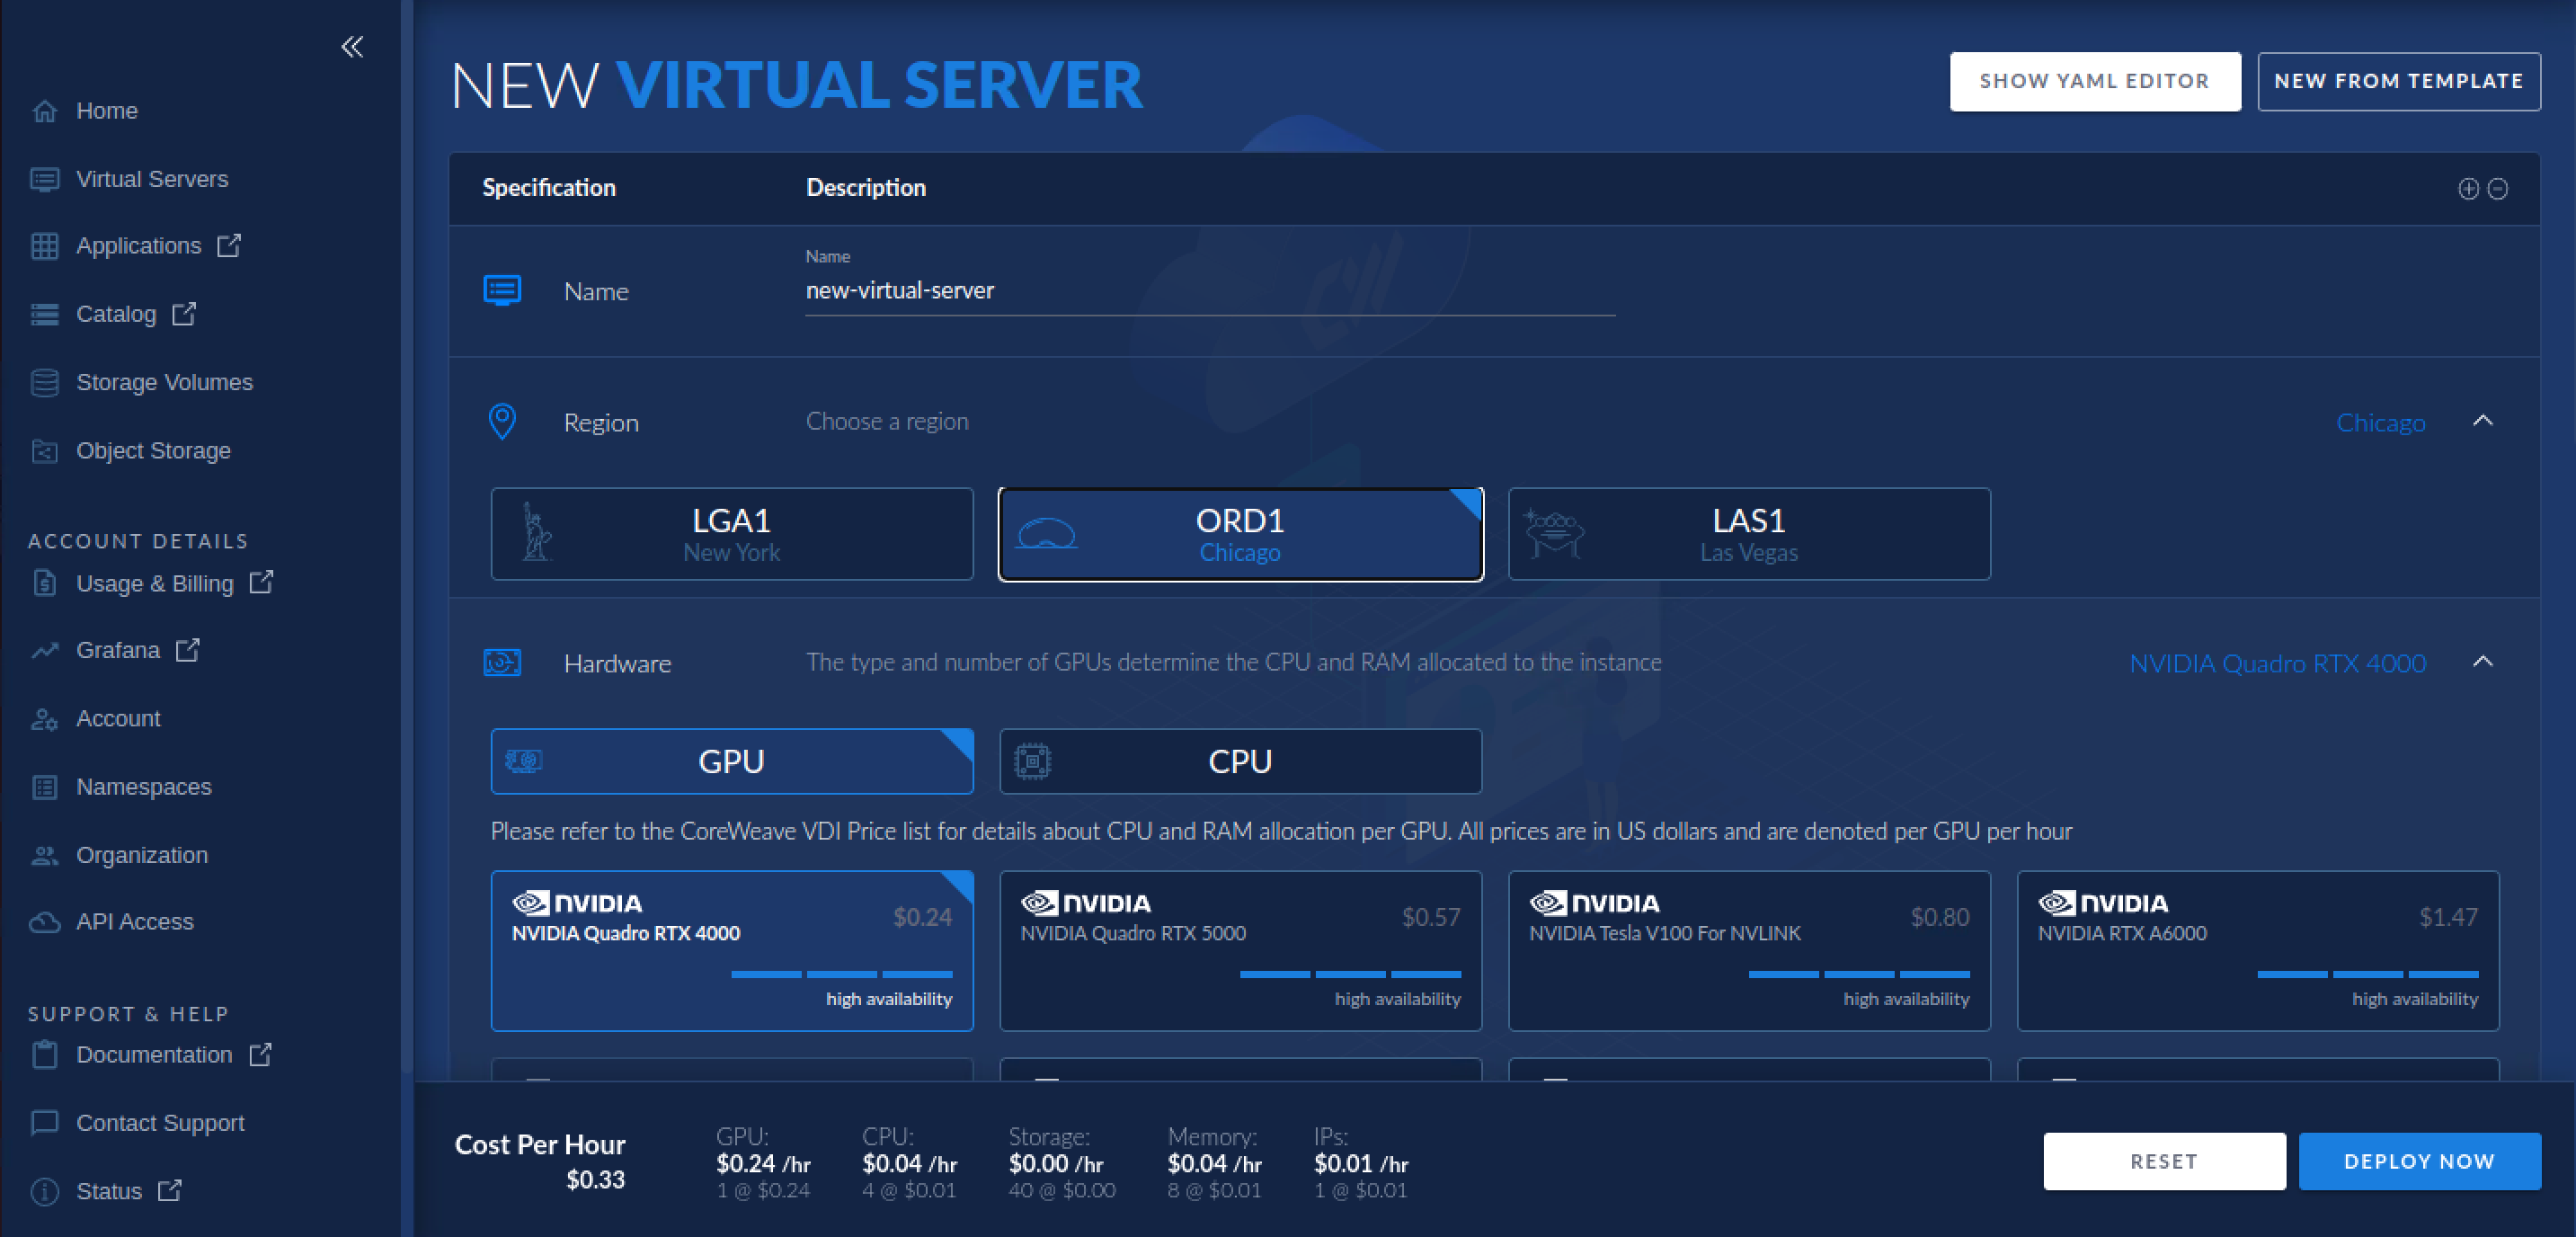 Home
Virtual Servers
Applications
Catalog
Storage Volumes
Object Storage
ACCOUNT DETAILS
Usage & Billing
Grafana
Account
Namespaces
Organization
API Access
SUPPORT & HELP
Documentation
Contact Support
Status
NEW VIRTUAL SERVER
SHOW YAML EDITOR
NEW FROM TEMPLATE
Specification Description
Name
Name
new-virtual-server
Region Choose a region Chicago
LGA1
New York
ORD1
Chicago
LAS1
Las Vegas
Hardware The type and number of GPUs determine the CPU and RAM allocated to the instance NVIDIA Quadro RTX 4000
GPU
CPU
Please refer to the CoreWeave VDI Price list for details about CPU and RAM allocation per GPU. All prices are in US dollars and are denoted per GPU per hour
NVIDIA
$0.24
NVIDIA Quadro RTX 4000
high availability
NVIDIA
$0.57
NVIDIA Quadro RTX 5000
high availability
NVIDIA
$0.80
NVIDIA Tesla V100 For NVLINK
high availability
NVIDIA
$1.47
NVIDIA RTX A6000
high availability
Cost Per Hour
$0.33
GPU:
$0.24 /hr
1 @ $0.24
CPU:
$0.04 /hr
4 @ $0.01
Storage:
$0.00 /hr
40 @ $0.00
Memory:
$0.04 /hr
8 @ $0.01
IPs:
$0.01 /hr
1 @ $0.01
RESET
DEPLOY NOW